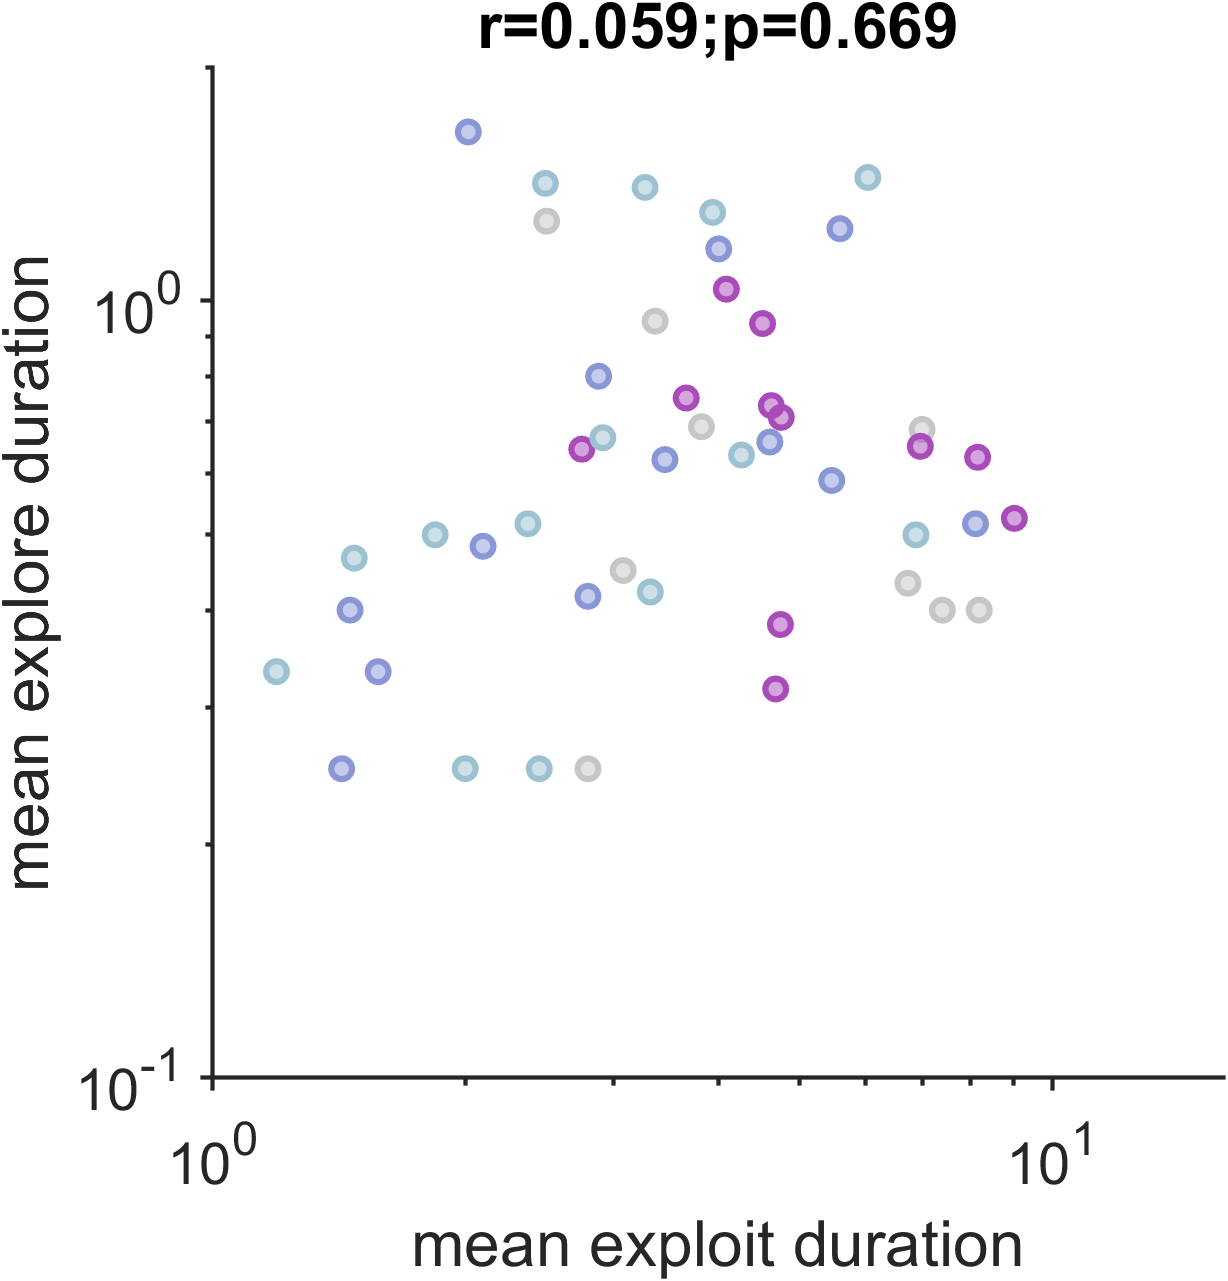 r=0.059;p=0.669
mean explore duration
10^0
10^-1
10^0
10^1
mean exploit duration